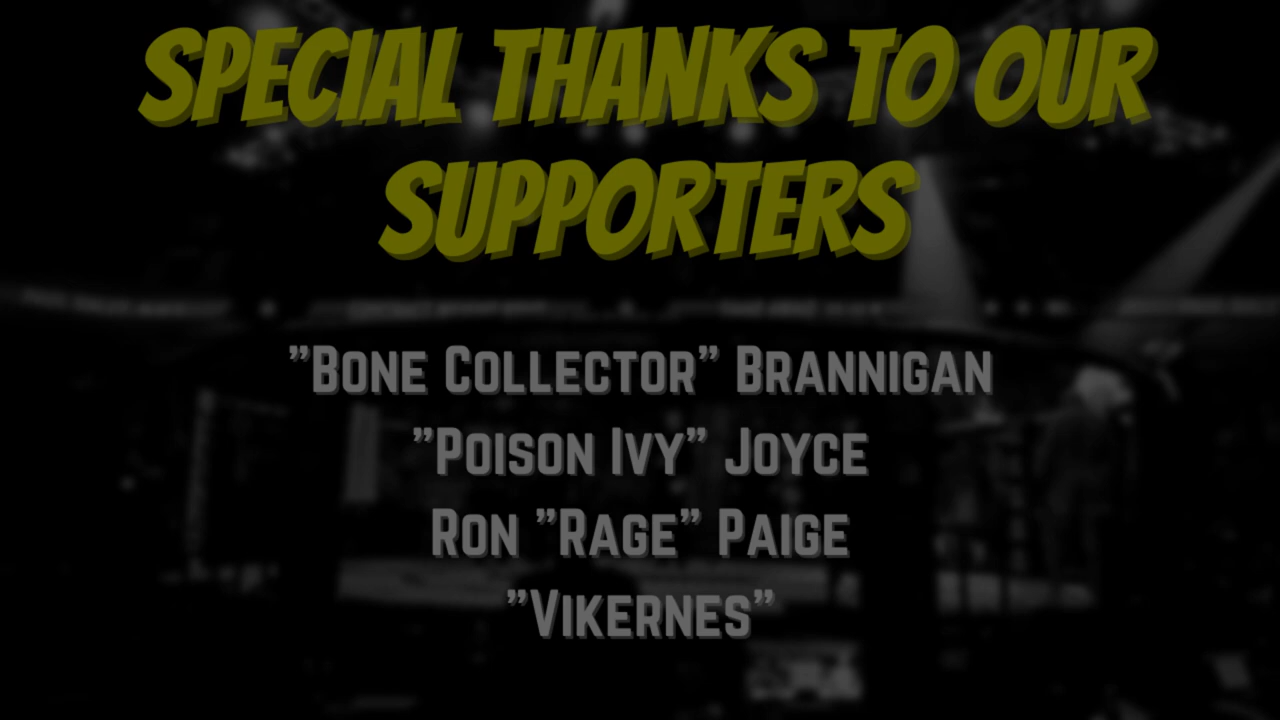 SPECIAL THANKS TO OUR
SUPPORTERS
”BONE COLLECTOR” BRANNIGAN
”POISON IVY” JOYCE
RON ”RAGE” PAIGE
”VIKERNES”